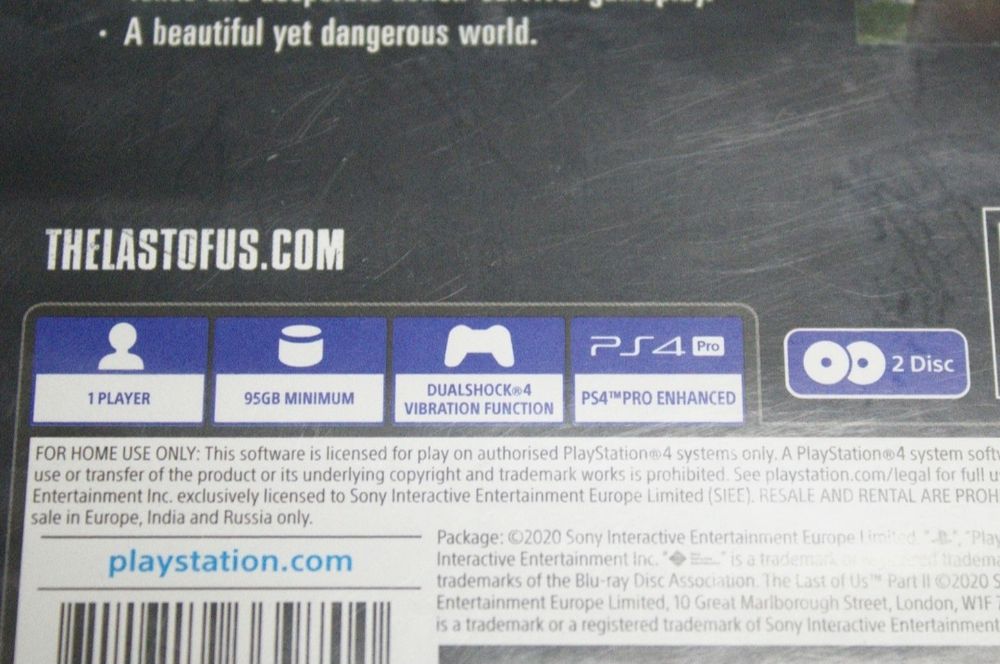 · A beautiful yet dangerous world.
THELASTOFUS.COM
1 PLAYER
95GB MINIMUM
DUALSHOCK®4
VIBRATION FUNCTION
PS4 Pro
PS4™PRO ENHANCED
2 Disc
FOR HOME USE ONLY: This software is licensed for play on authorised PlayStation®4 systems only. A PlayStation®4 system
use or transfer of the product or its underlying copyright and trademark works is prohibited. See playstation.com/legal for full
Entertainment Inc. exclusively licensed to Sony Interactive Entertainment Europe Limited (SIEE). RESALE AND RENTAL ARE
sale in Europe, India and Russia only.
playstation.com
Package: ©2020 Sony Interactive Entertainment Europe Limited.
Interactive Entertainment Inc. " " is a trademark
trademarks of the Blu-ray Disc Association. The Last of Us™ Part II ©2020
Entertainment Europe Limited, 10 Great Marlborough Street, London, W1F
is a trademark or a registered trademark of Sony Interactive Entertainment